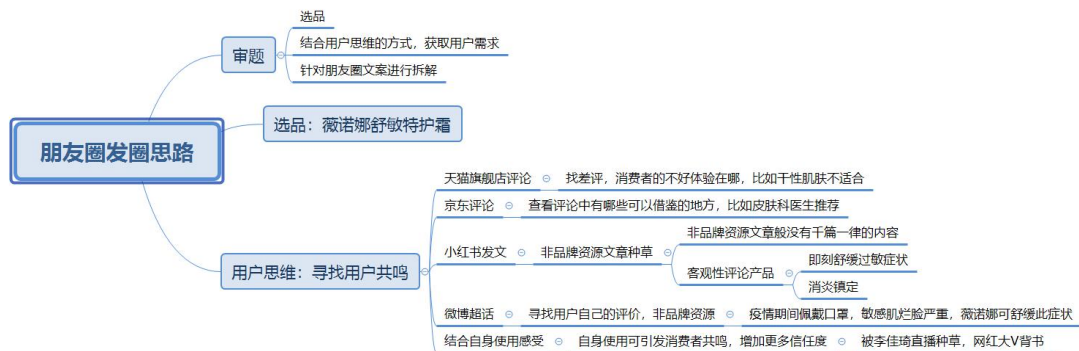 朋友圈发圈思路
审题
选品
结合用户思维的方式，获取用户需求
针对朋友圈文案进行拆解
选品：薇诺娜舒敏特护霜
用户思维：寻找用户共鸣
天猫旗舰店评论
找差评，消费者的不好体验在哪，比如干性肌肤不适合
京东评论
查看评论中有哪些可以借鉴的地方，比如皮肤科医生推荐
小红书发文
非品牌资源文章种草
非品牌资源文章般没有千篇一律的内容
客观性评论产品
即刻舒缓过敏症状
消炎镇定
微博超话
寻找用户自己的评价，非品牌资源
疫情期间佩戴口罩，敏感肌烂脸严重，薇诺娜可舒缓此症状
结合自身使用感受
自身使用可引发消费者共鸣，增加更多信任度
被李佳琦直播种草，网红大V背书